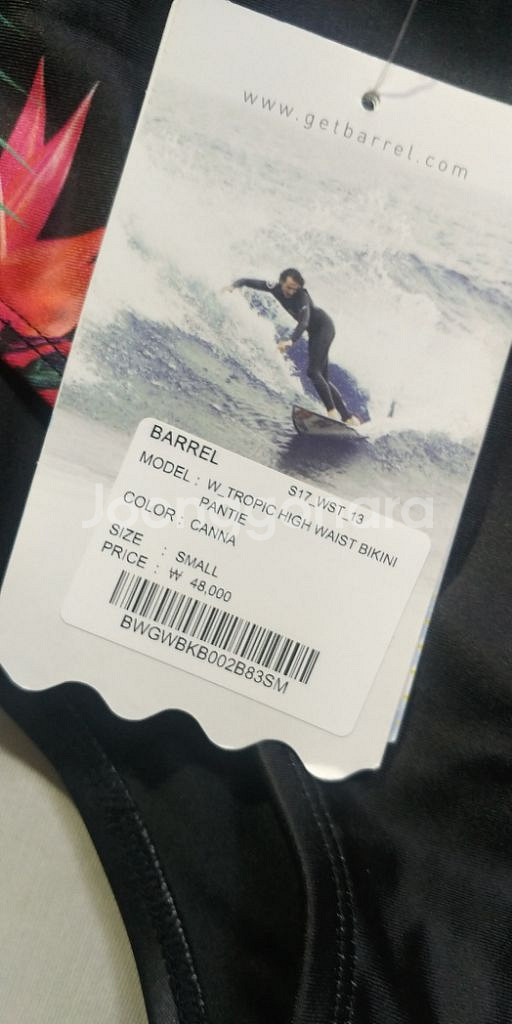 www.getbarrel.com
BARREL
S17_WST_13
MODEL : W_TROPIC HIGH WAIST BIKINI
PANTIE
COLOR : CANNA
SIZE : SMALL
PRICE : ₩ 48,000
BWGWBKB002B83SM
Joonggonara